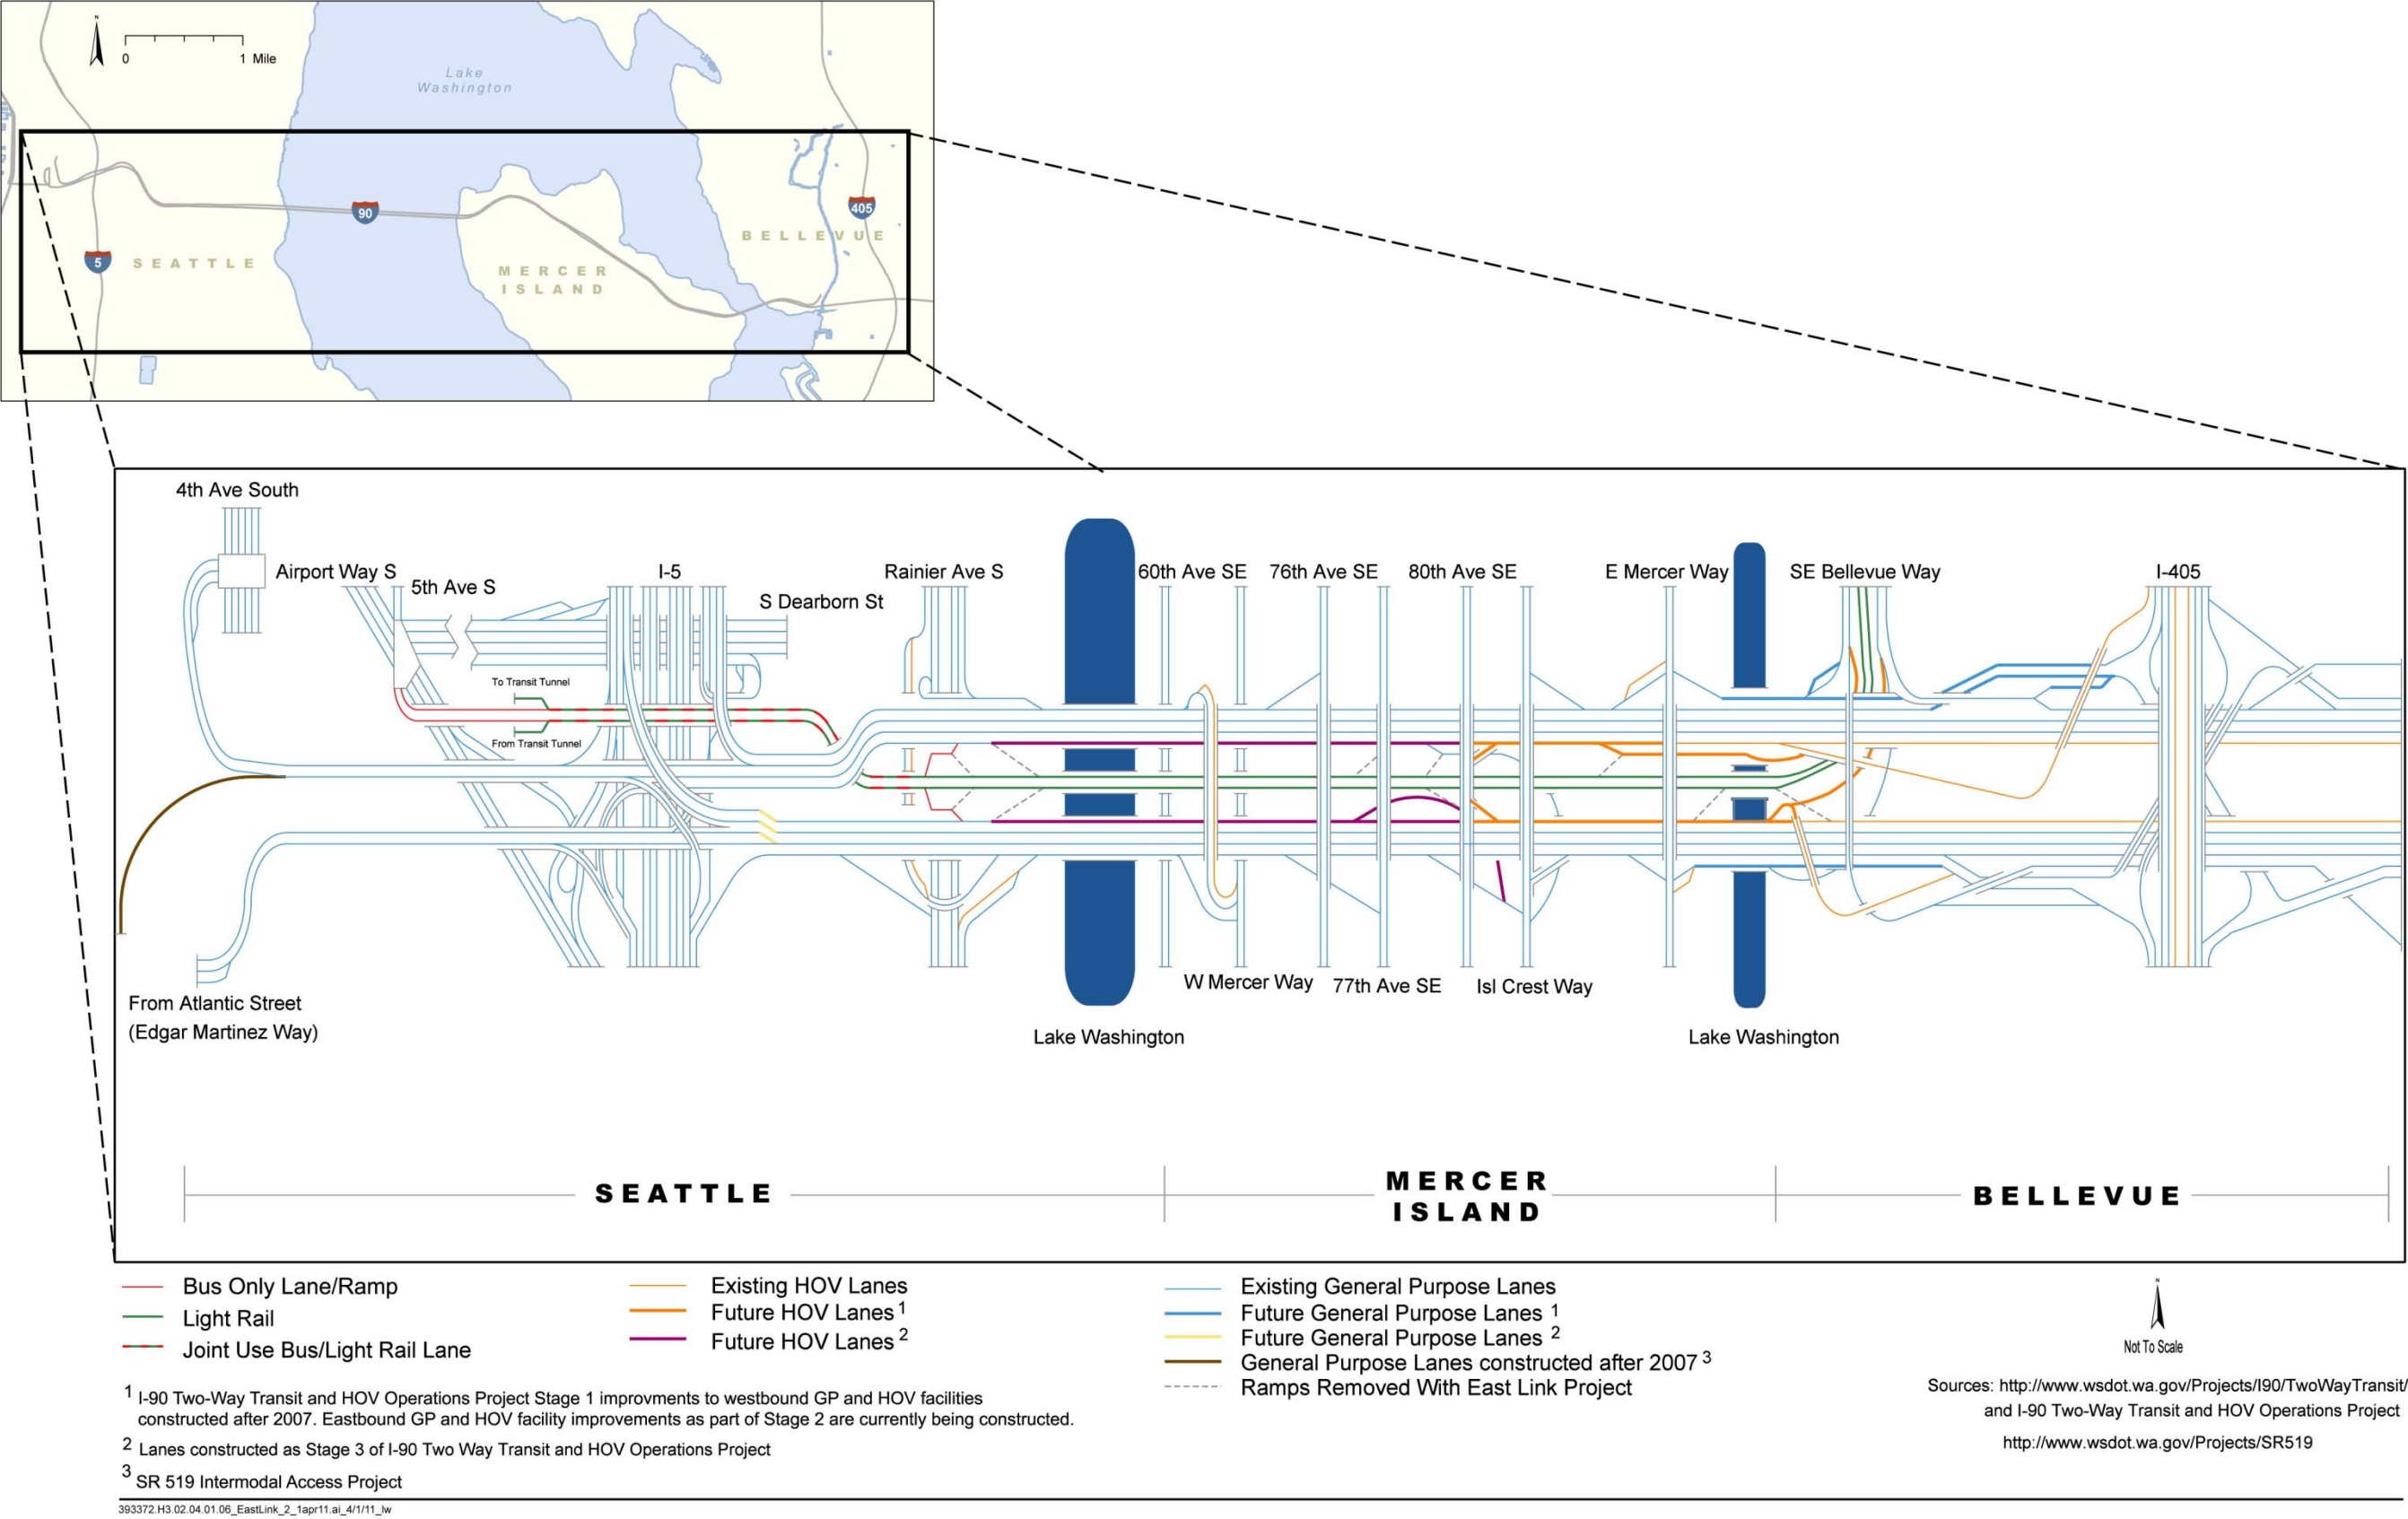 N
0 1 Mile
Lake
Washington
90
405
5
SEATTLE
BELLEVUE
MERCER
ISLAND
4th Ave South
Airport Way S
5th Ave S
I-5
S Dearborn St
Rainier Ave S
60th Ave SE
76th Ave SE
80th Ave SE
E Mercer Way
SE Bellevue Way
I-405
To Transit Tunnel
From Transit Tunnel
From Atlantic Street
(Edgar Martinez Way)
W Mercer Way
77th Ave SE
Isl Crest Way
Lake Washington
Lake Washington
SEATTLE
MERCER
ISLAND
BELLEVUE
Bus Only Lane/Ramp
Light Rail
Joint Use Bus/Light Rail Lane
Existing HOV Lanes
Future HOV Lanes 1
Future HOV Lanes 2
Existing General Purpose Lanes
Future General Purpose Lanes 1
Future General Purpose Lanes 2
General Purpose Lanes constructed after 2007 3
Ramps Removed With East Link Project
N
Not To Scale
1 I-90 Two-Way Transit and HOV Operations Project Stage 1 improvments to westbound GP and HOV facilities
constructed after 2007. Eastbound GP and HOV facility improvements as part of Stage 2 are currently being constructed.
2 Lanes constructed as Stage 3 of I-90 Two Way Transit and HOV Operations Project
3 SR 519 Intermodal Access Project
Sources: http://www.wsdot.wa.gov/Projects/I90/TwoWayTransit/
and I-90 Two-Way Transit and HOV Operations Project
http://www.wsdot.wa.gov/Projects/SR519
393372.H3.02.04.01.06_EastLink_2_1apr11.ai_4/1/11_lw